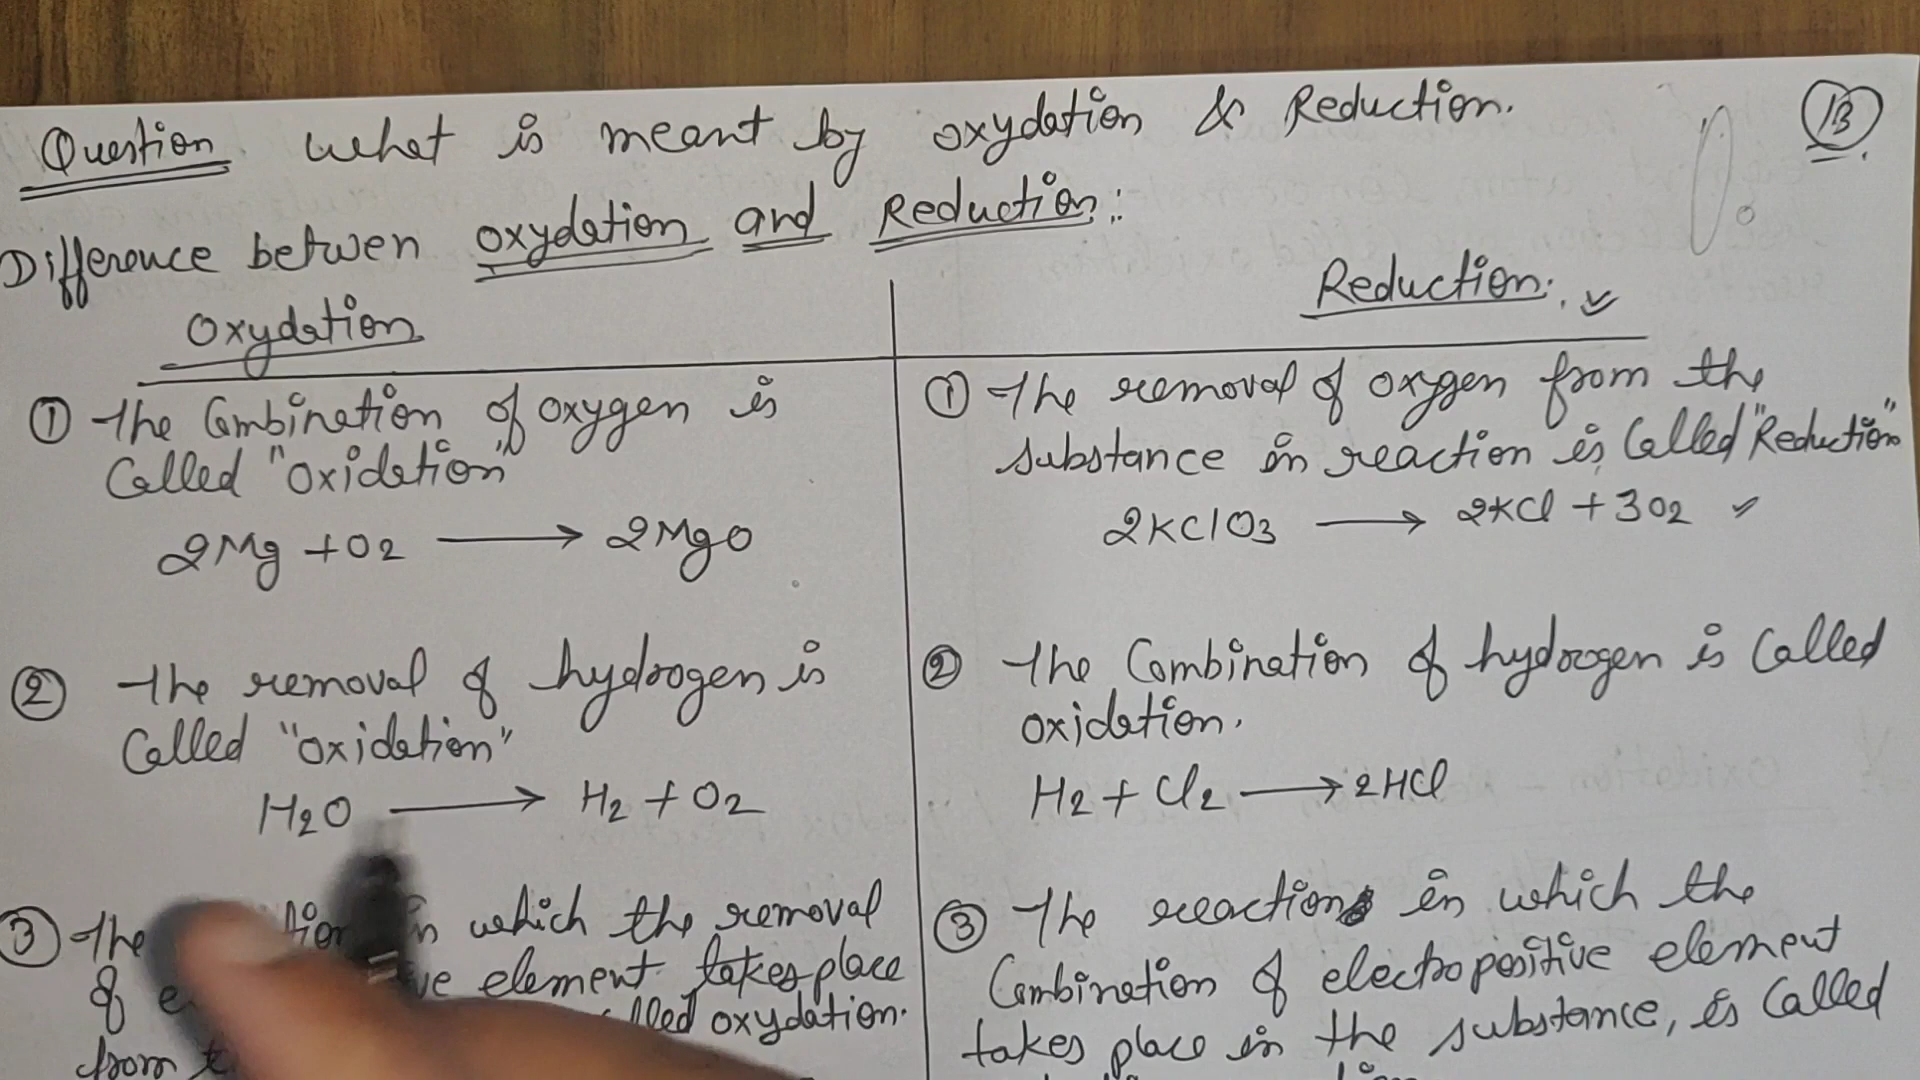 Question what is meant by oxydation & Reduction.
13
Difference betwen oxydation and Reduction:
Oxydation
① The Combination of oxygen is
Called "oxidation"
2Mg + O2 ⟶ 2MgO
② The removal of hydrogen is
Called "oxidation"
H2O ⟶ H2 + O2
③ The in which the removal
of element takes place
called oxydation.
from
Reduction.
① The removal of oxygen from the
substance in reaction is Called "Reduction"
2KClO3 ⟶ 2KCl + 3O2
② The Combination of hydrogen is Called
oxidation.
H2 + Cl2 ⟶ 2HCl
③ The reaction in which the
Combination of electropositive element
takes place in the substance, is Called